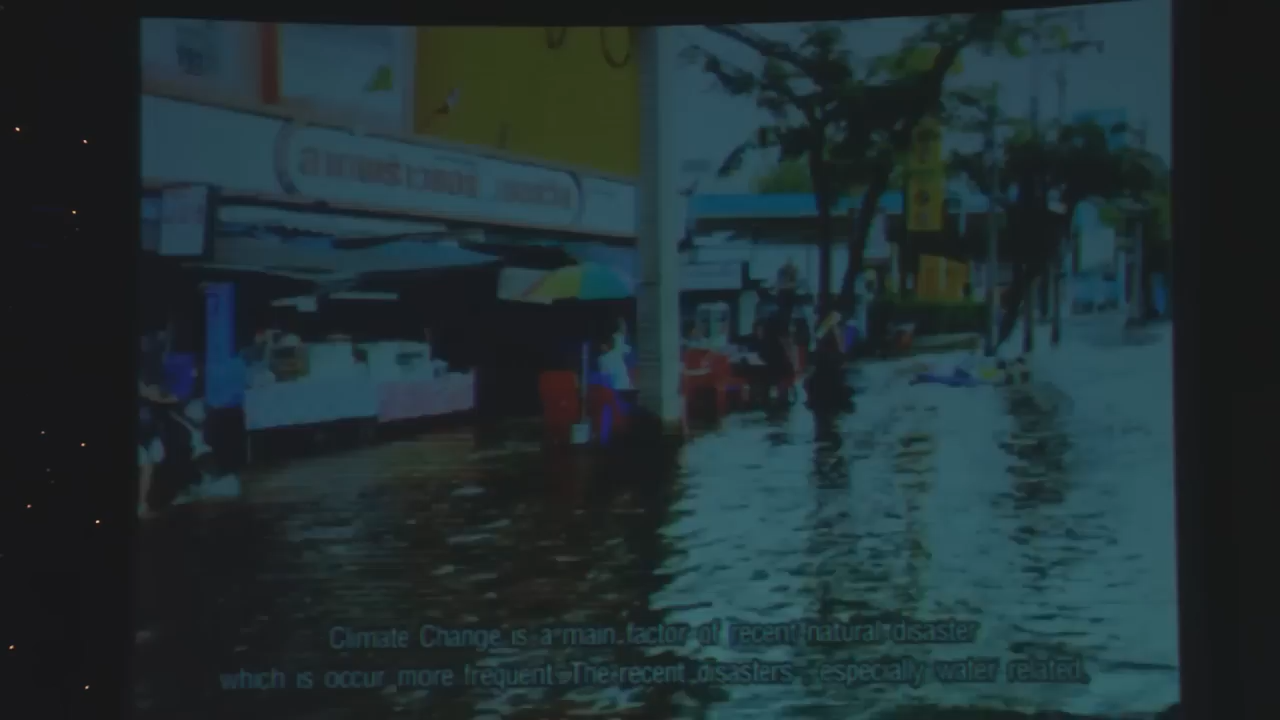 Climate Change is a main factor of recent natural disaster
which is occur more frequent. The recent disasters, especially water related,